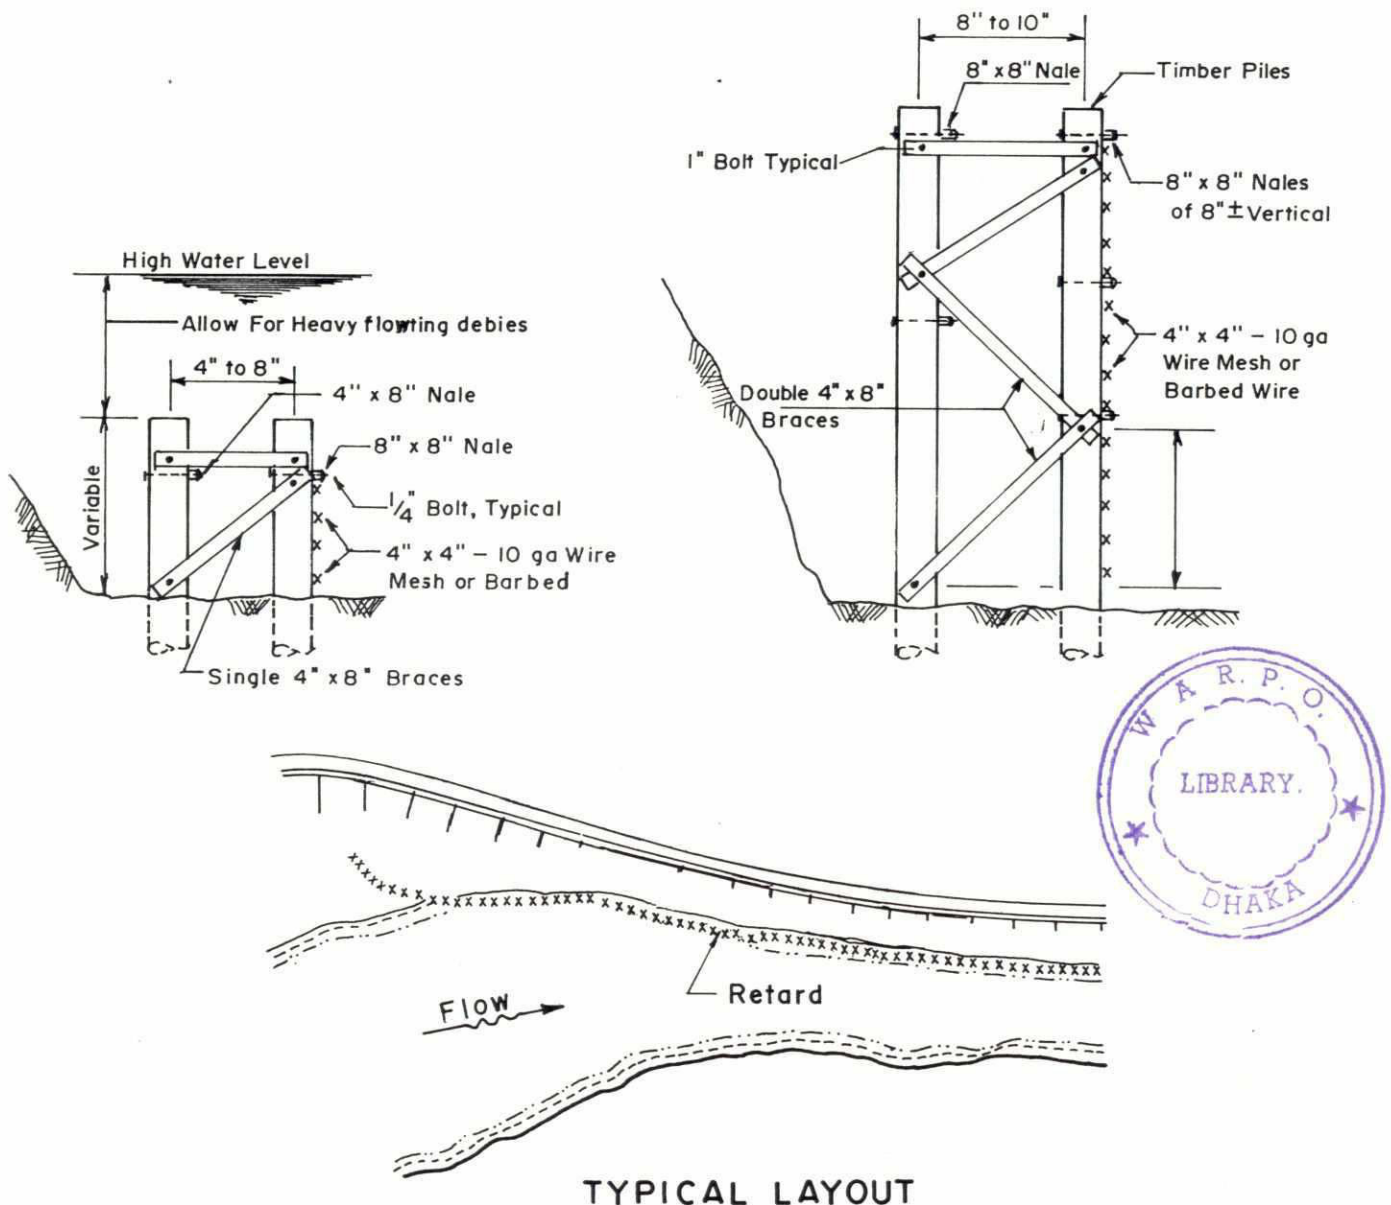 8" to 10"
8" x 8" Nale
Timber Piles
1" Bolt Typical
8" x 8" Nales
of 8" ± Vertical
High Water Level
Allow For Heavy flowting debies
4" to 8"
4" x 8" Nale
8" x 8" Nale
1/4" Bolt, Typical
4" x 4" – 10 ga Wire
Mesh or Barbed
Variable
Single 4" x 8" Braces
4" x 4" – 10 ga
Wire Mesh or
Barbed Wire
Double 4" x 8"
Braces
W A R. P. O.
LIBRARY.
DHAKA
Retard
Flow
TYPICAL LAYOUT